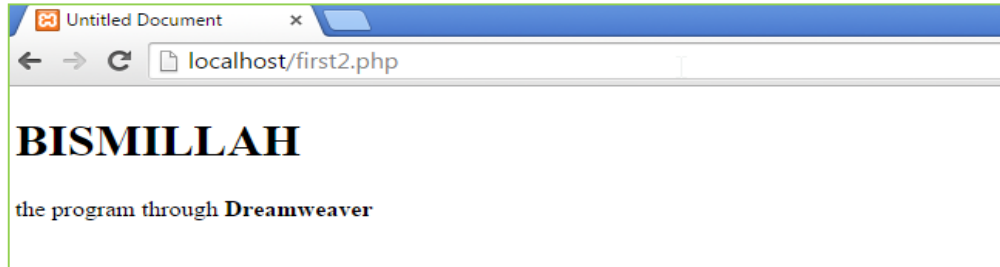 Untitled Document
localhost/first2.php
BISMILLAH
the program through Dreamweaver